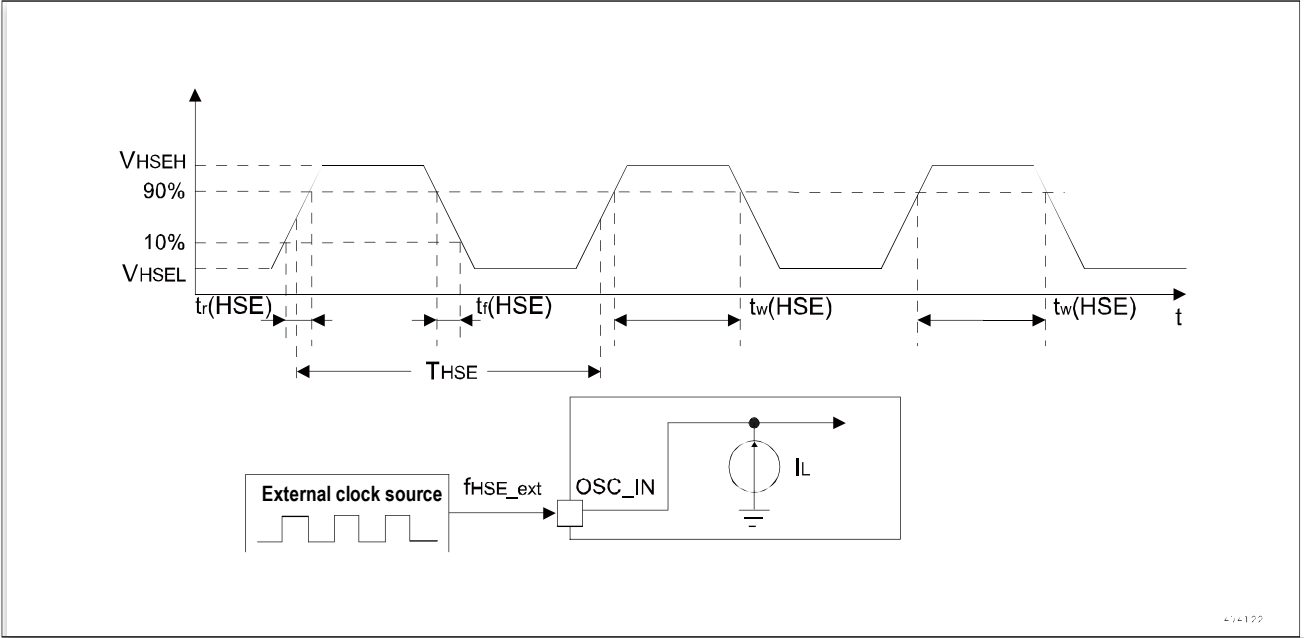 VHSEH
90%
10%
VHSEL
tr(HSE) tf(HSE) tw(HSE) tw(HSE) t
THSE
External clock source fHSE_ext OSC_IN IL
474122